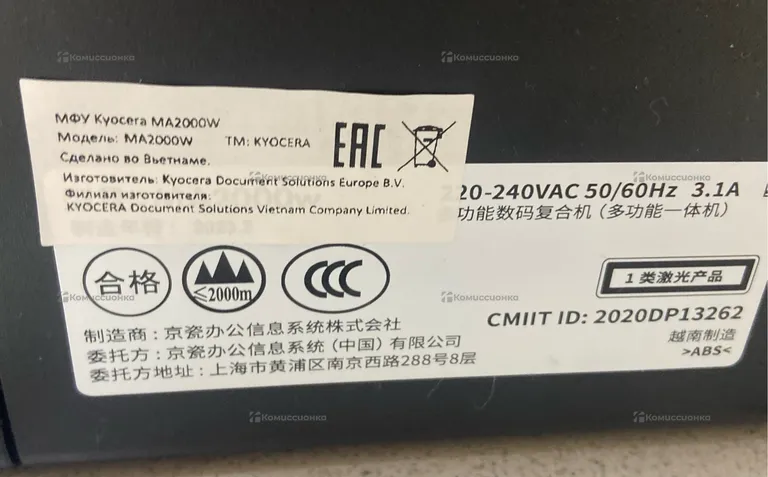 МФУ Kyocera MA2000W
Модель: MA2000W TM: KYOCERA
Сделано во Вьетнаме.
Изготовитель: Kyocera Document Solutions Europe B.V.
Филиал изготовителя:
KYOCERA Document Solutions Vietnam Company Limited.
EAC
20-240VAC 50/60Hz 3.1A
功能数码复合机 (多功能一体机)
合格
≤2000m
CCC
1 类激光产品
CMIIT ID: 2020DP13262
越南制造
>ABS<
制造商：京瓷办公信息系统株式会社
委托方：京瓷办公信息系统 (中国) 有限公司
委托方地址：上海市黄浦区南京西路288号8层
Комиссионка
Комиссионка
Комиссионка
Комиссионка
Комиссионка
Комиссионка
Комиссионка
Комиссионка